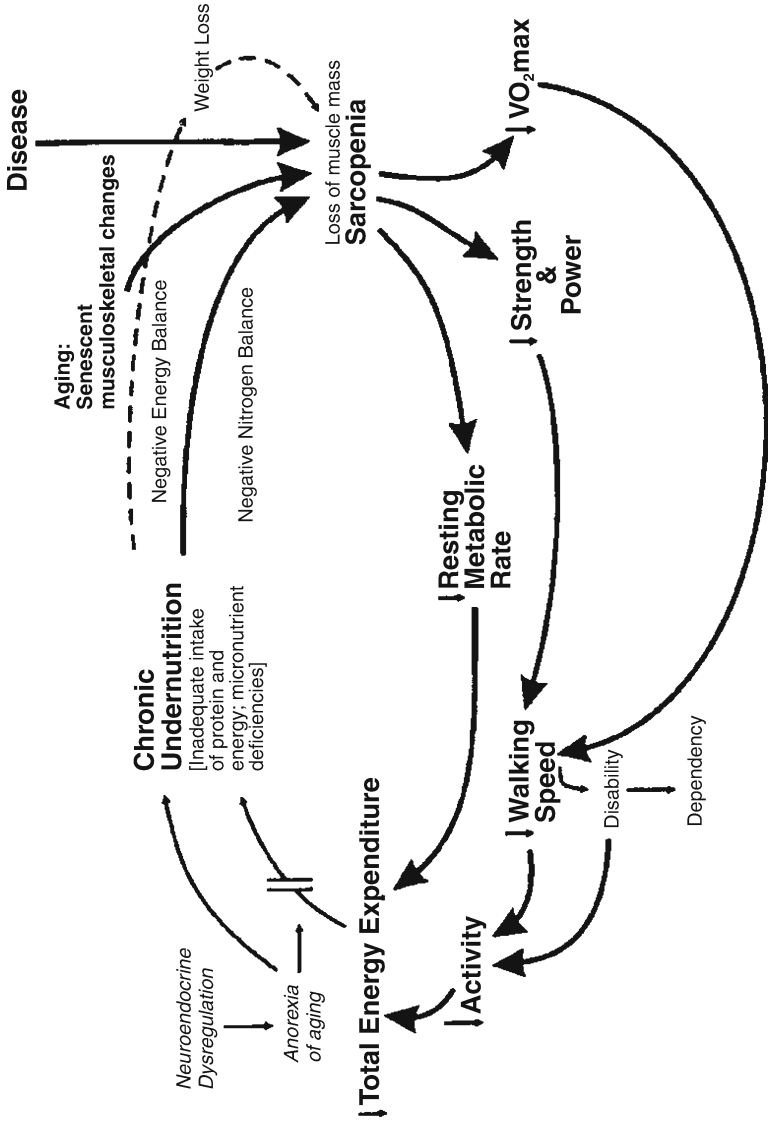 Disease
Weight Loss
Aging:
Senescent
musculoskeletal changes
Negative Energy Balance
Negative Nitrogen Balance
Loss of muscle mass
Sarcopenia
↓VO₂max
↓Strength
&
Power
↓Resting
Metabolic
Rate
Chronic
Undernutrition
[Inadequate intake
of protein and
energy; micronutrient
deficiencies]
↓Walking
Speed
Disability
Dependency
Neuroendocrine
Dysregulation
Anorexia
of aging
↓Total Energy Expenditure
↓Activity